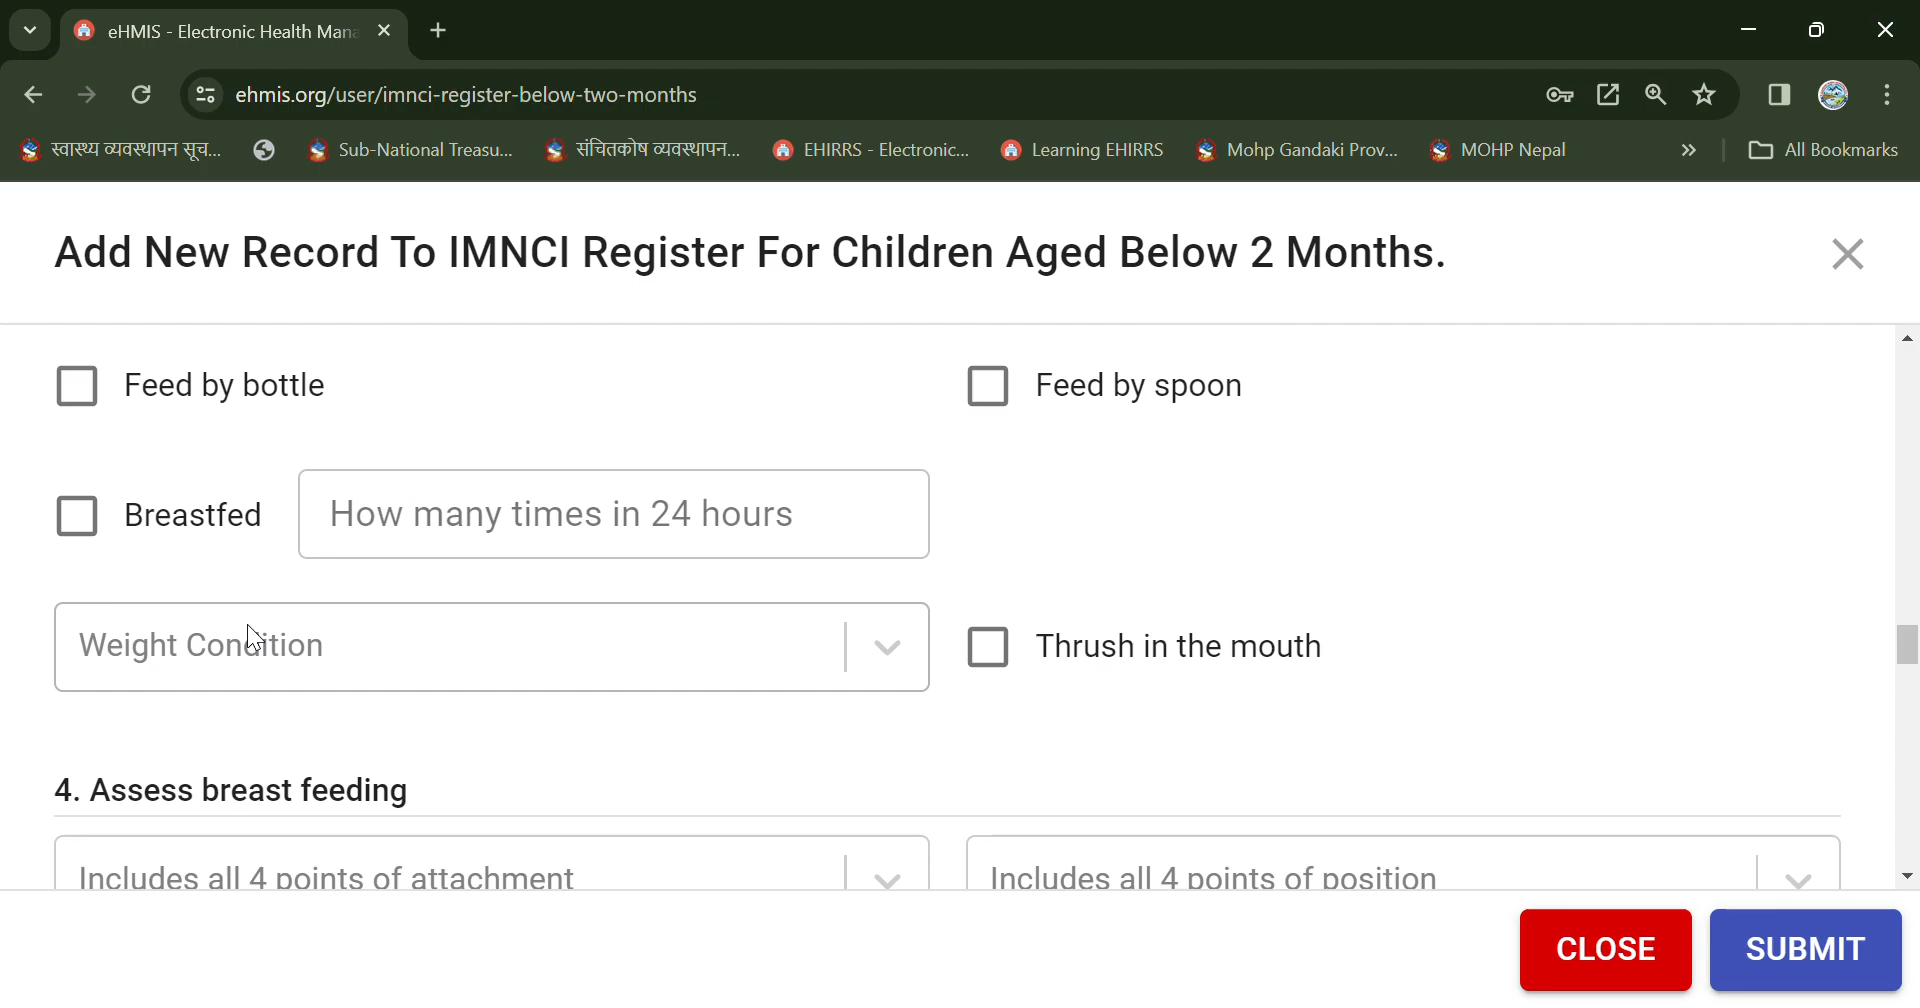 eHMIS - Electronic Health Mana
ehmis.org/user/imnci-register-below-two-months
स्वास्थ्य व्यवस्थापन सूच...
Sub-National Treasu...
संचितकोष व्यवस्थापन...
EHIRRS - Electronic...
Learning EHIRRS
Mohp Gandaki Prov...
MOHP Nepal
All Bookmarks
Add New Record To IMNCI Register For Children Aged Below 2 Months.
Feed by bottle
Feed by spoon
Breastfed
How many times in 24 hours
Weight Condition
Thrush in the mouth
4. Assess breast feeding
Includes all 4 points of attachment
Includes all 4 points of position
CLOSE
SUBMIT